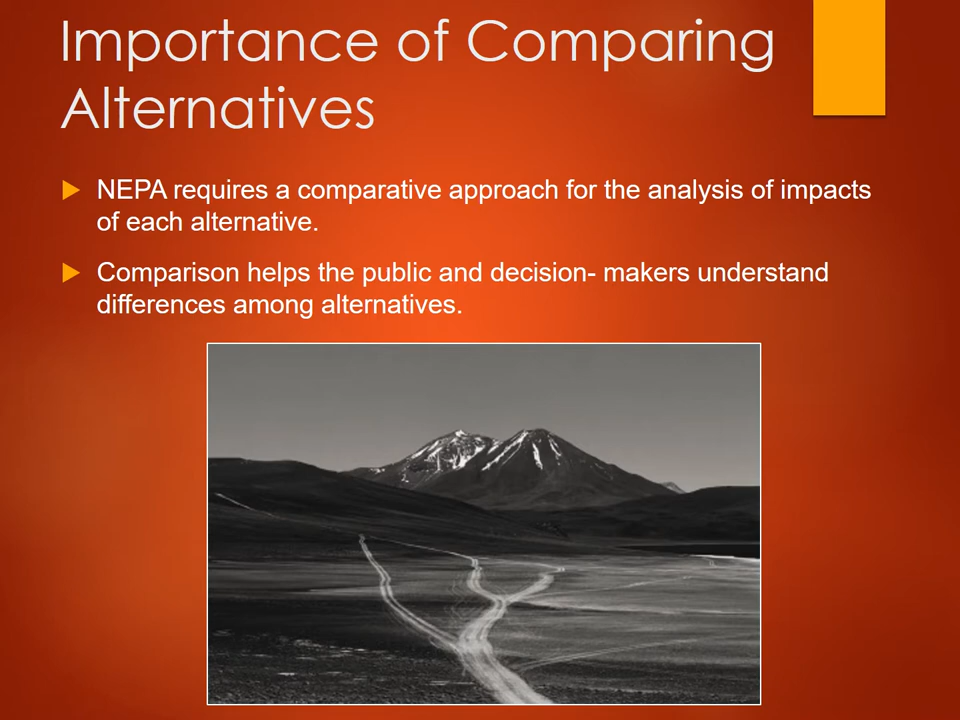 Importance of Comparing
Alternatives
NEPA requires a comparative approach for the analysis of impacts
of each alternative.
Comparison helps the public and decision- makers understand
differences among alternatives.